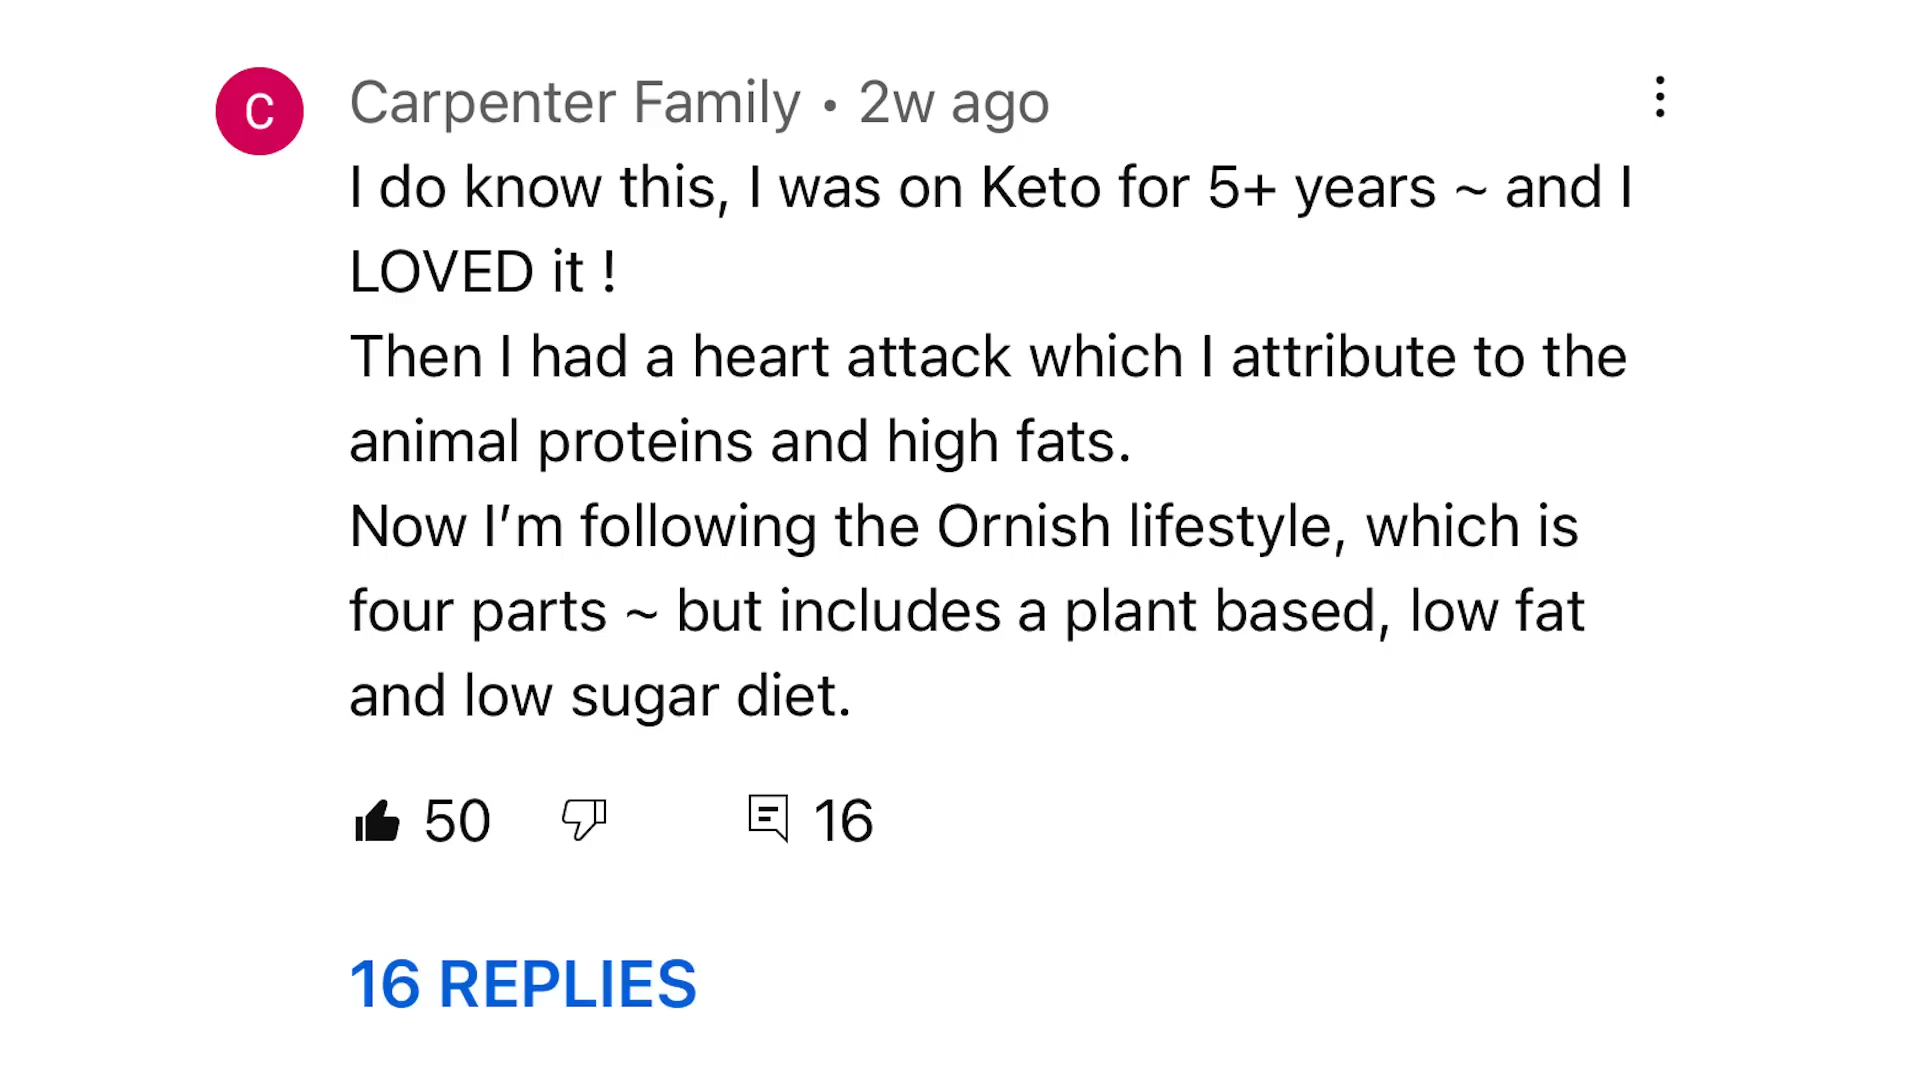 C
Carpenter Family • 2w ago
I do know this, I was on Keto for 5+ years ~ and I
LOVED it !
Then I had a heart attack which I attribute to the
animal proteins and high fats.
Now I’m following the Ornish lifestyle, which is
four parts ~ but includes a plant based, low fat
and low sugar diet.
50 16
16 REPLIES